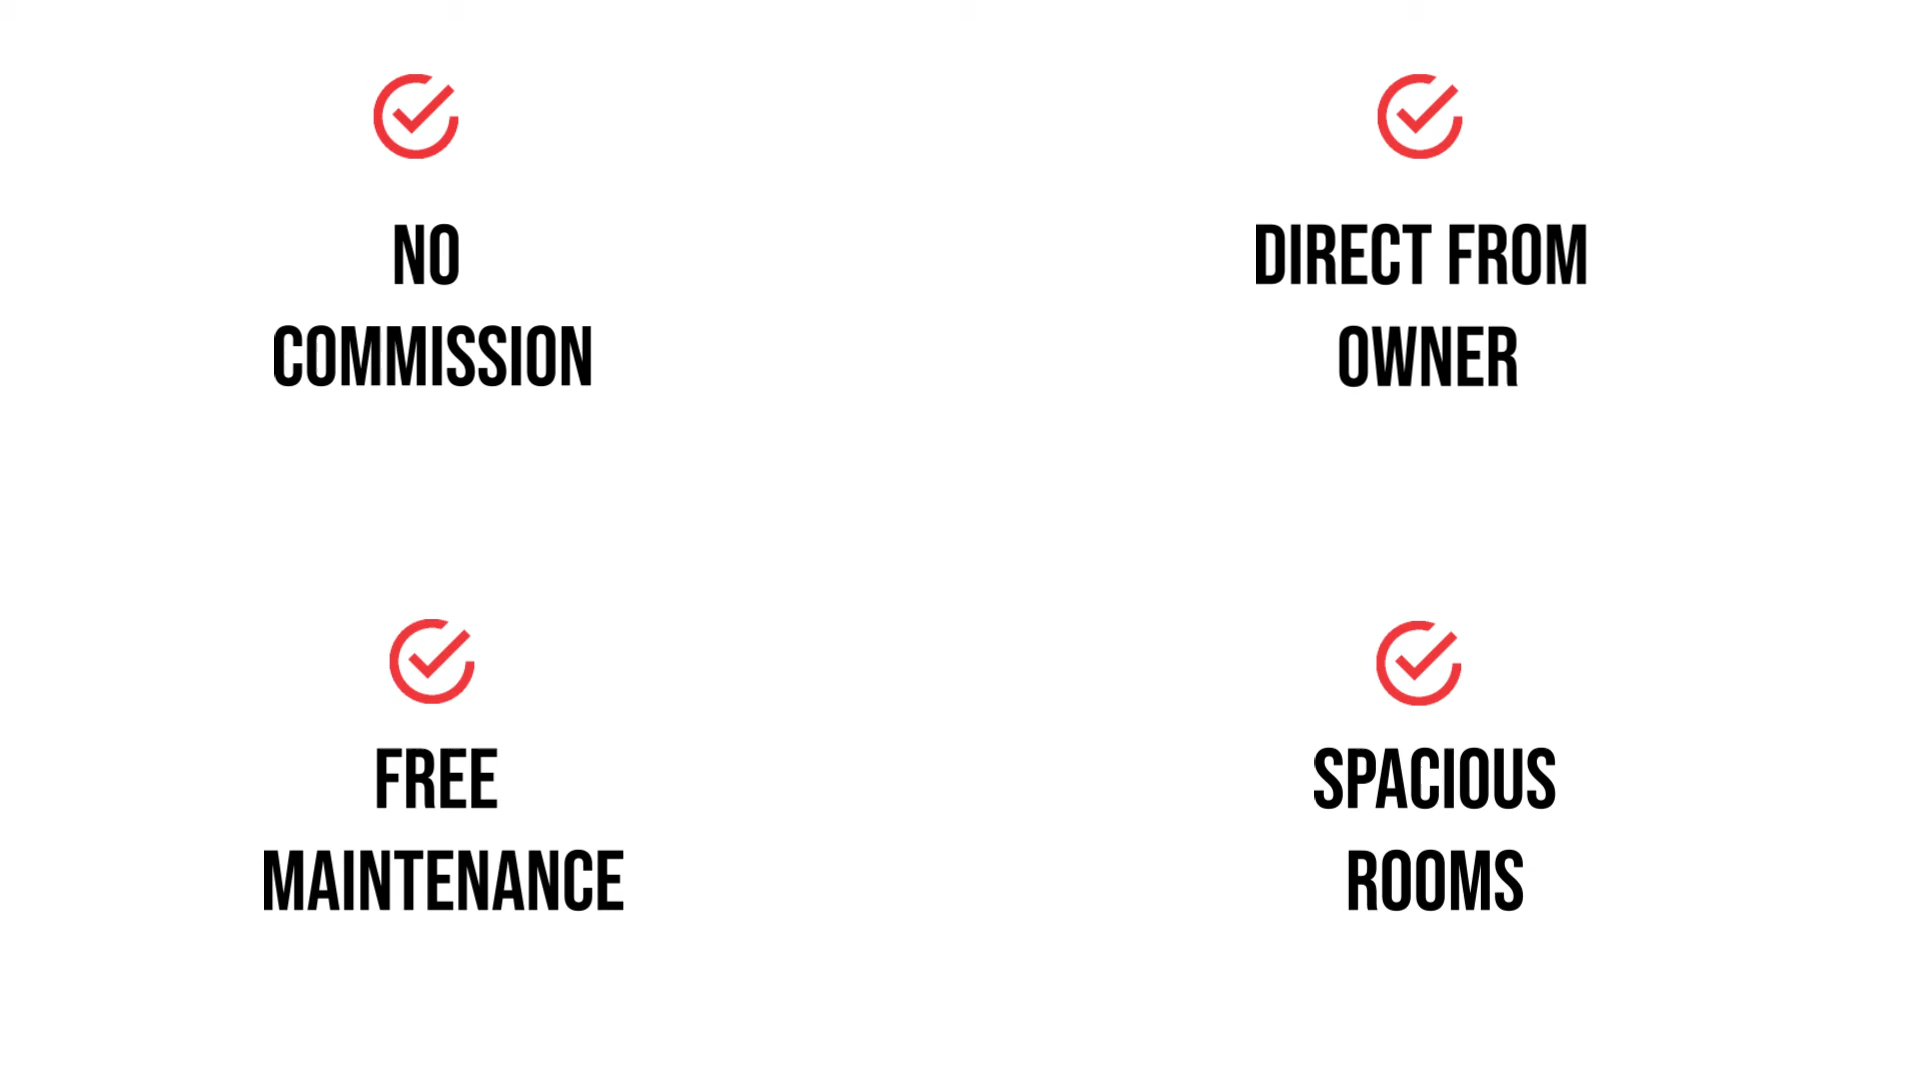 NO
COMMISSION
DIRECT FROM
OWNER
FREE
MAINTENANCE
SPACIOUS
ROOMS